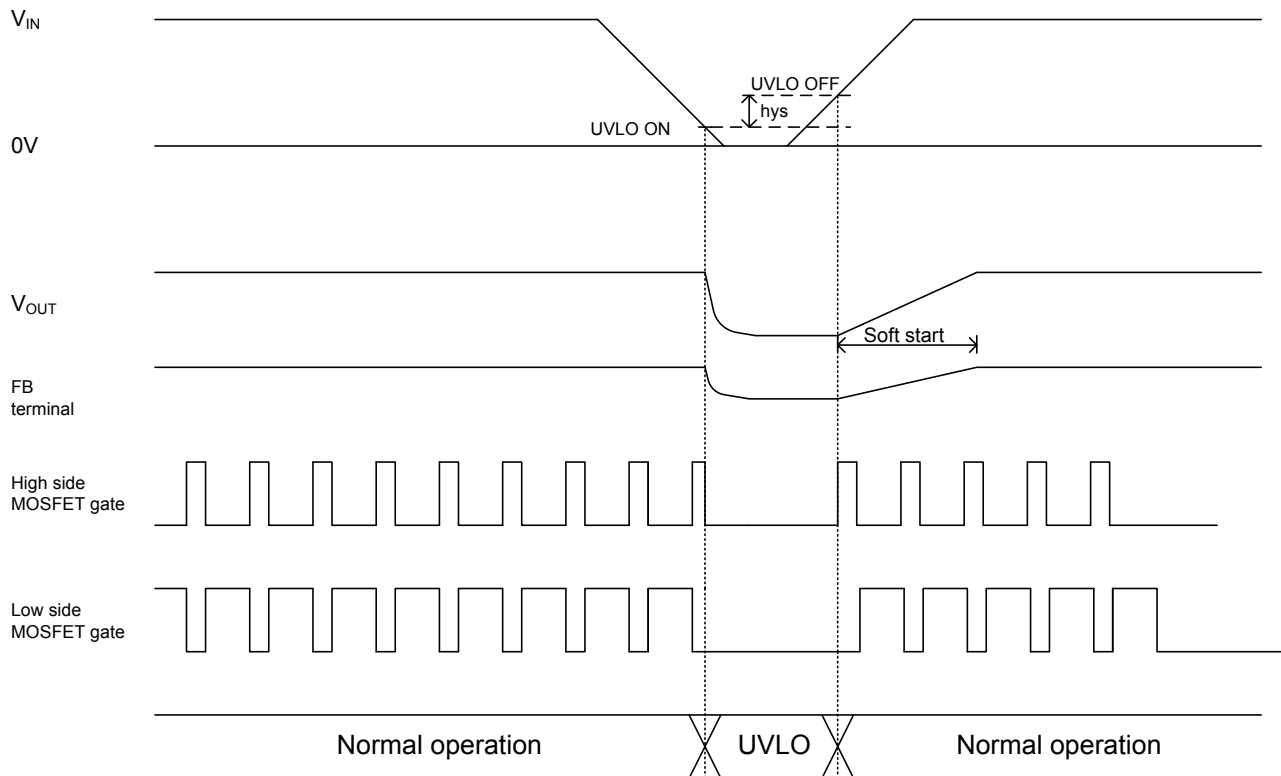 VIN
UVLO OFF
hys
UVLO ON
0V
VOUT
Soft start
FB
terminal
High side
MOSFET gate
Low side
MOSFET gate
Normal operation
UVLO
Normal operation